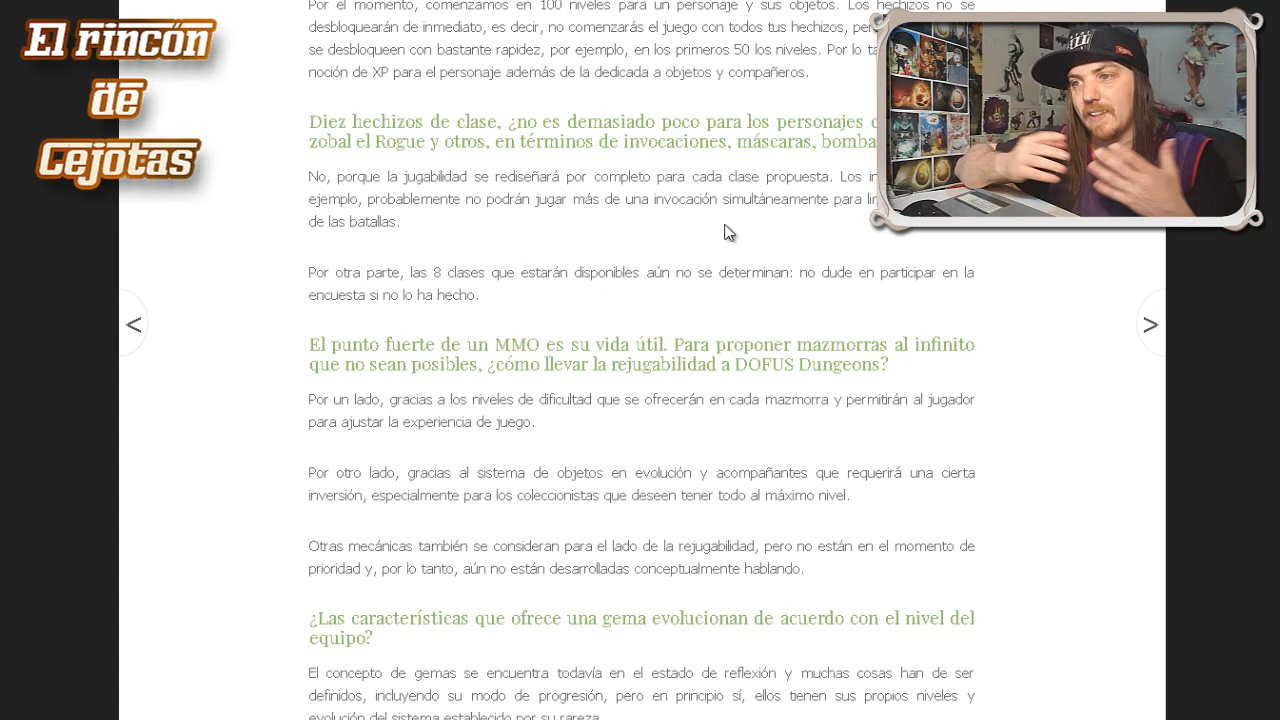 El rincón
de
Cejotas
Por el momento, comenzamos en 100 niveles para un personaje y sus objetos. Los hechizos no se
desbloquearán de inmediato, es decir, no comenzarás el juego con todos tus hechizos,
se desbloqueen con bastante rapidez, por ejemplo, en los primeros 50 los niveles. Por lo
noción de XP para el personaje además de la dedicada a objetos y compañeros.
Diez hechizos de clase, ¿no es demasiado poco para los personajes
zobal el Rogue y otros, en términos de invocaciones, máscaras,
No, porque la jugabilidad se rediseñará por completo para cada clase propuesta. Los
ejemplo, probablemente no podrán jugar más de una invocación simultáneamente para
de las batallas.
Por otra parte, las 8 clases que estarán disponibles aún no se determinan: no dude en participar en la
encuesta si no lo ha hecho.
<
>
El punto fuerte de un MMO es su vida útil. Para proponer mazmorras al infinito
que no sean posibles, ¿cómo llevar la rejugabilidad a DOFUS Dungeons?
Por un lado, gracias a los niveles de dificultad que se ofrecerán en cada mazmorra y permitirán al jugador
para ajustar la experiencia de juego.
Por otro lado, gracias al sistema de objetos en evolución y acompañantes que requerirá una cierta
inversión, especialmente para los coleccionistas que deseen tener todo al máximo nivel.
Otras mecánicas también se consideran para el lado de la rejugabilidad, pero no están en el momento de
prioridad y, por lo tanto, aún no están desarrolladas conceptualmente hablando.
¿Las características que ofrece una gema evolucionan de acuerdo con el nivel del
equipo?
El concepto de gemas se encuentra todavía en el estado de reflexión y muchas cosas han de ser
definidos, incluyendo su modo de progresión, pero en principio sí, ellos tienen sus propios niveles y
evolución del sistema establecido por su rareza.